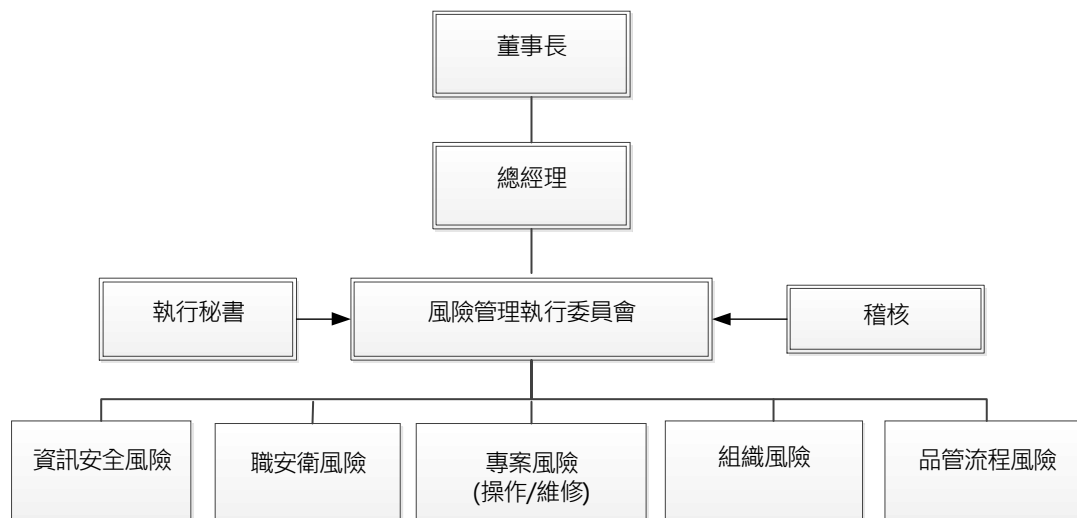 董事長
總經理
執行秘書
風險管理執行委員會
稽核
資訊安全風險
職安衛風險
專案風險
(操作/維修)
組織風險
品管流程風險